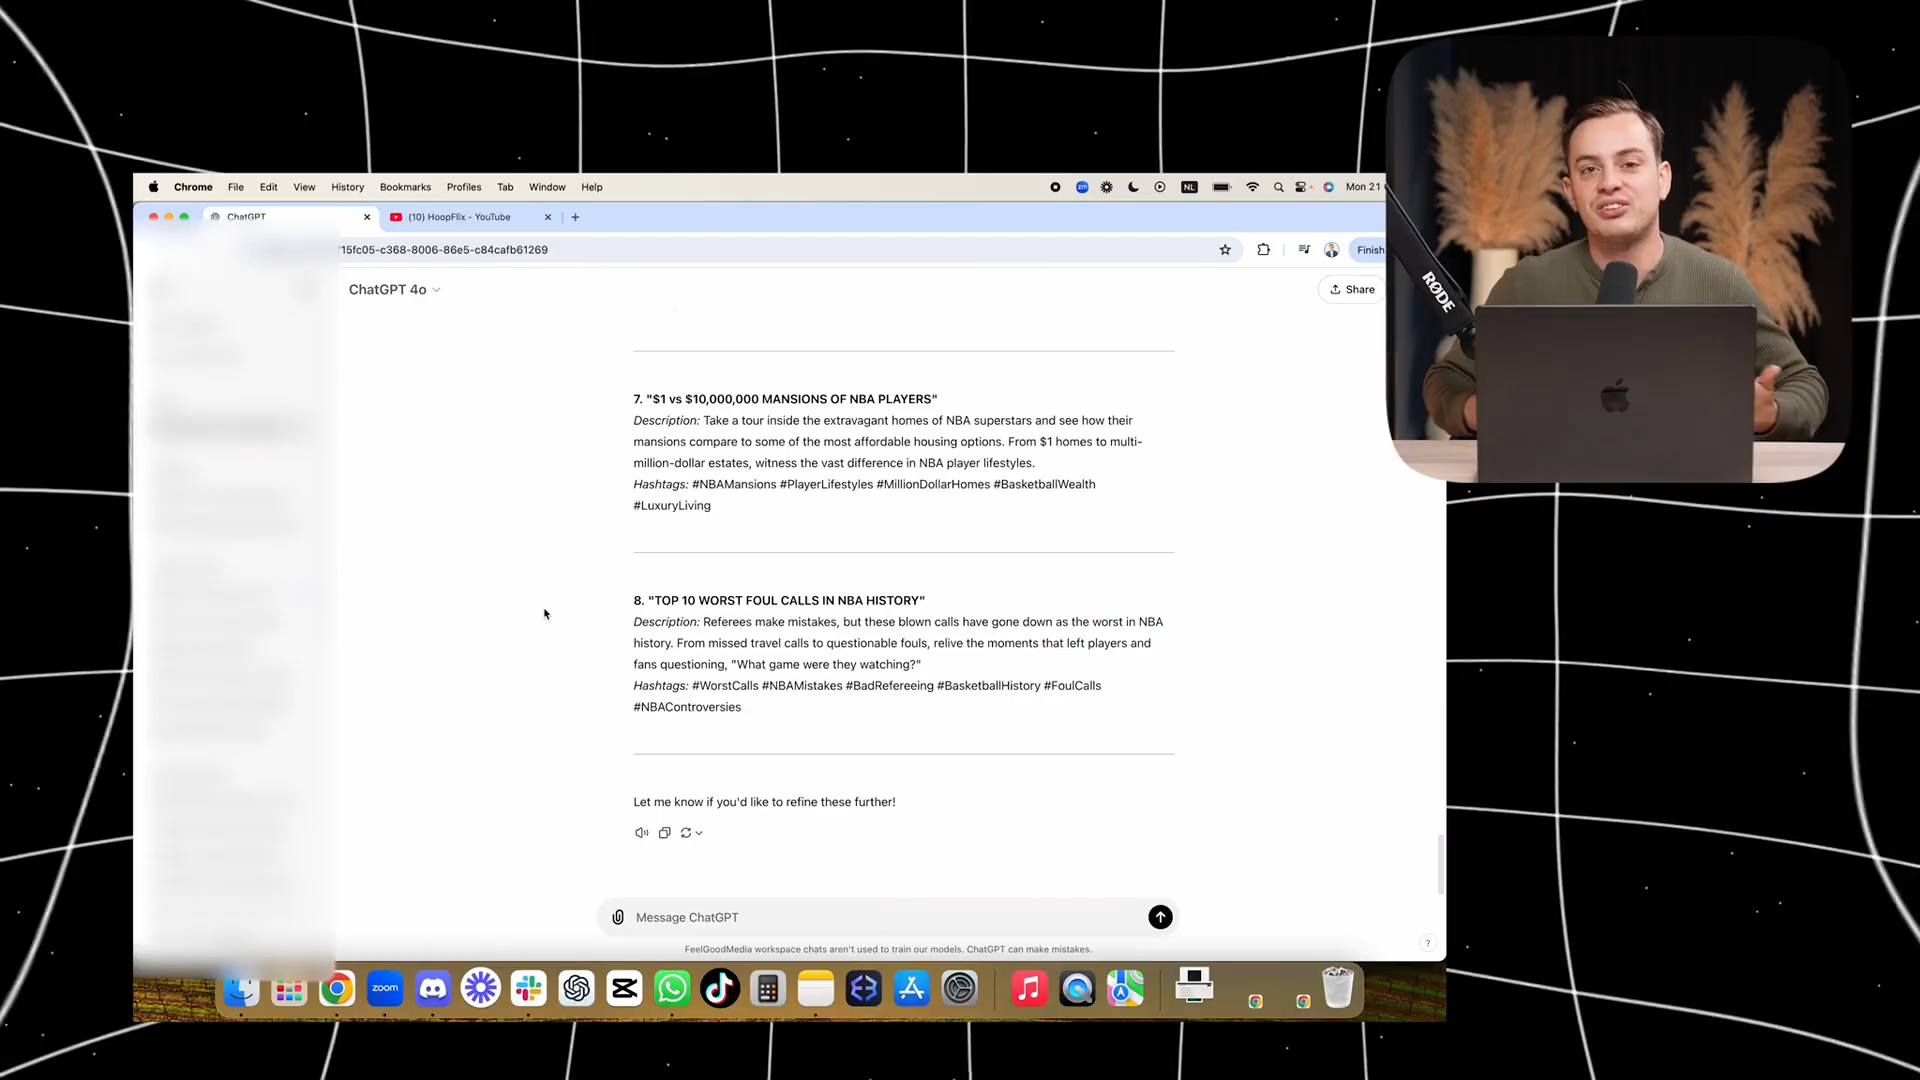 Chrome File Edit View History Bookmarks Profiles Tab Window Help
zm
NL
Mon 21
ChatGPT
(10) HoopFlix - YouTube
15fc05-c368-8006-86e5-c84cafb61269
Finish
ChatGPT 4o
Share
RØDE
7. "$1 vs $10,000,000 MANSIONS OF NBA PLAYERS"
Description: Take a tour inside the extravagant homes of NBA superstars and see how their
mansions compare to some of the most affordable housing options. From $1 homes to multi-
million-dollar estates, witness the vast difference in NBA player lifestyles.
Hashtags: #NBAMansions #PlayerLifestyles #MillionDollarHomes #BasketballWealth
#LuxuryLiving
8. "TOP 10 WORST FOUL CALLS IN NBA HISTORY"
Description: Referees make mistakes, but these blown calls have gone down as the worst in NBA
history. From missed travel calls to questionable fouls, relive the moments that left players and
fans questioning, "What game were they watching?"
Hashtags: #WorstCalls #NBAMistakes #BadRefereeing #BasketballHistory #FoulCalls
#NBAControversies
Let me know if you'd like to refine these further!
Message ChatGPT
FeelGoodMedia workspace chats aren't used to train our models. ChatGPT can make mistakes.
?
zoom